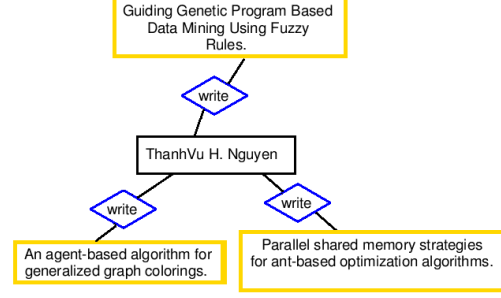 Guiding Genetic Program Based
Data Mining Using Fuzzy
Rules.
write
ThanhVu H. Nguyen
write
write
An agent-based algorithm for
generalized graph colorings.
Parallel shared memory strategies
for ant-based optimization algorithms.